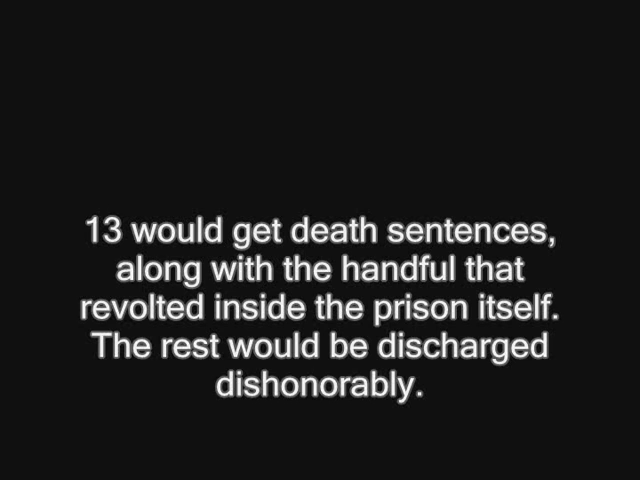 13 would get death sentences,
along with the handful that
revolted inside the prison itself.
The rest would be discharged
dishonorably.